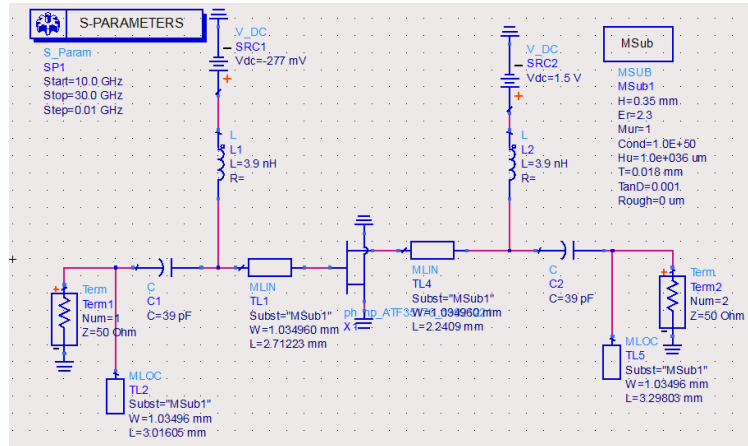 S-PARAMETERS
S_Param
SP1
Start=10.0 GHz
Stop=30.0 GHz
Step=0.01 GHz
V_DC
SRC1
Vdc=-277 mV
V_DC
SRC2
Vdc=1.5 V
MSub
MSUB
MSub1
H=0.35 mm
Er=2.3
Mur=1
Cond=1.0E+50
Hu=1.0e+036 um
T=0.018 mm
TanD=0.001
Rough=0 um
L
L1
L=3.9 nH
R=
L
L2
L=3.9 nH
R=
Term
Term1
Num=1
Z=50 Ohm
C
C1
C=39 pF
MLIN
TL1
Subst="MSub1"
W=1.034960 mm
L=2.71223 mm
MLIN
TL4
Subst="MSub1"
W=1.034960 mm
L=2.2409 mm
X1
C
C2
C=39 pF
Term
Term2
Num=2
Z=50 Ohm
MLOC
TL2
Subst="MSub1"
W=1.03496 mm
L=3.01605 mm
MLOC
TL5
Subst="MSub1"
W=1.03496 mm
L=3.29803 mm